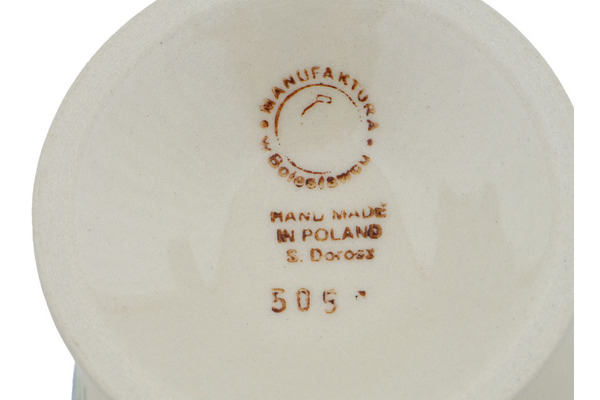 MANUFAKTURA
w Bolesławcu
HAND MADE
IN POLAND
S. Doross
505